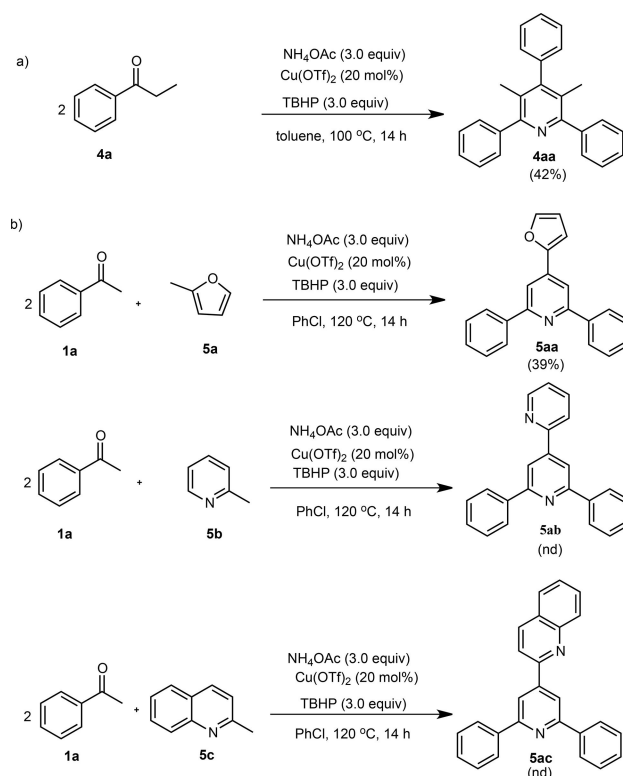 a)
O
2
4a
NH4OAc (3.0 equiv)
Cu(OTf)2 (20 mol%)
TBHP (3.0 equiv)
toluene, 100 oC, 14 h
N
4aa
(42%)
b)
O
2
1a
+
O
5a
NH4OAc (3.0 equiv)
Cu(OTf)2 (20 mol%)
TBHP (3.0 equiv)
PhCl, 120 oC, 14 h
O
N
5aa
(39%)
O
2
1a
+
N
5b
NH4OAc (3.0 equiv)
Cu(OTf)2 (20 mol%)
TBHP (3.0 equiv)
PhCl, 120 oC, 14 h
N
N
5ab
(nd)
O
2
1a
+
N
5c
NH4OAc (3.0 equiv)
Cu(OTf)2 (20 mol%)
TBHP (3.0 equiv)
PhCl, 120 oC, 14 h
N
N
5ac
(nd)